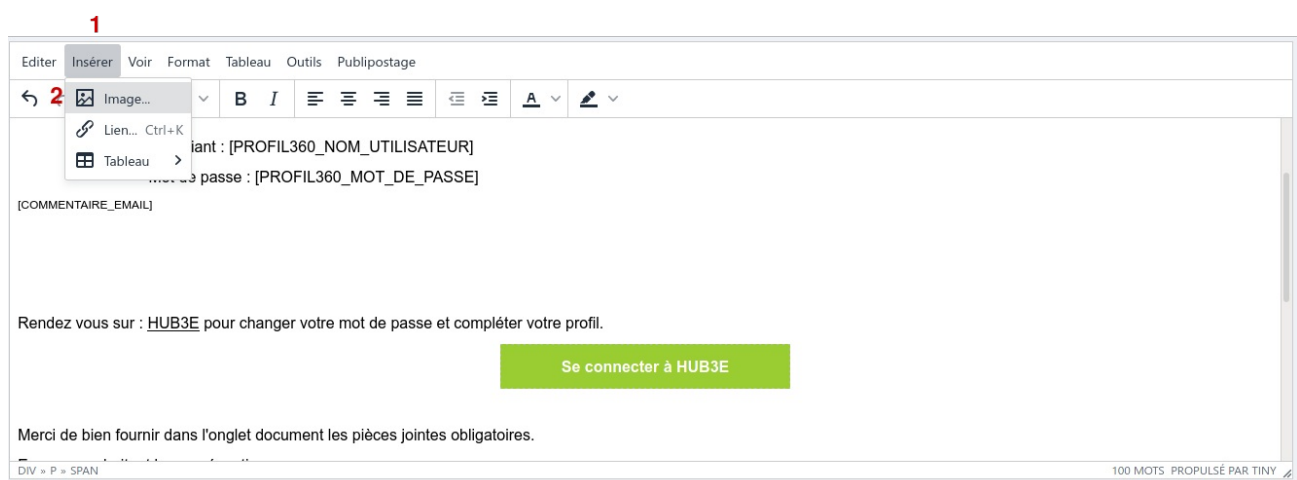 1
Editer Insérer Voir Format Tableau Outils Publipostage
2 Image... B I A
Lien... Ctrl+K
iant : [PROFIL360_NOM_UTILISATEUR]
Tableau
de passe : [PROFIL360_MOT_DE_PASSE]
[COMMENTAIRE_EMAIL]
Rendez vous sur : HUB3E pour changer votre mot de passe et compléter votre profil.
Se connecter à HUB3E
Merci de bien fournir dans l'onglet document les pièces jointes obligatoires.
DIV » P » SPAN 100 MOTS PROPULSÉ PAR TINY